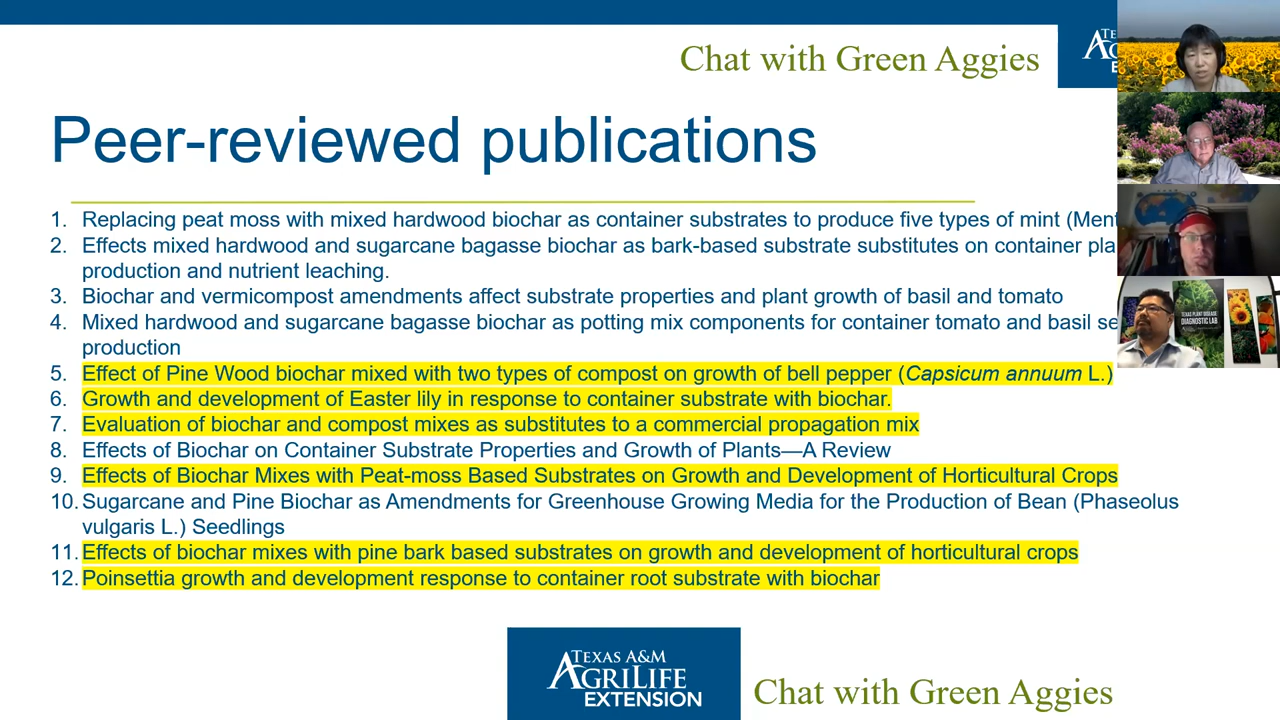 Chat with Green Aggies
Peer-reviewed publications
1. Replacing peat moss with mixed hardwood biochar as container substrates to produce five types of mint
2. Effects mixed hardwood and sugarcane bagasse biochar as bark-based substrate substitutes on container
production and nutrient leaching.
3. Biochar and vermicompost amendments affect substrate properties and plant growth of basil and tomato
4. Mixed hardwood and sugarcane bagasse biochar as potting mix components for container tomato and basil
production
5. Effect of Pine Wood biochar mixed with two types of compost on growth of bell pepper (Capsicum annuum L.)
6. Growth and development of Easter lily in response to container substrate with biochar.
7. Evaluation of biochar and compost mixes as substitutes to a commercial propagation mix
8. Effects of Biochar on Container Substrate Properties and Growth of Plants—A Review
9. Effects of Biochar Mixes with Peat-moss Based Substrates on Growth and Development of Horticultural Crops
10. Sugarcane and Pine Biochar as Amendments for Greenhouse Growing Media for the Production of Bean (Phaseolus
vulgaris L.) Seedlings
11. Effects of biochar mixes with pine bark based substrates on growth and development of horticultural crops
12. Poinsettia growth and development response to container root substrate with biochar
TEXAS PLANT DISEASE
DIAGNOSTIC LAB
TEXAS A&M
AGRILIFE
EXTENSION
Chat with Green Aggies